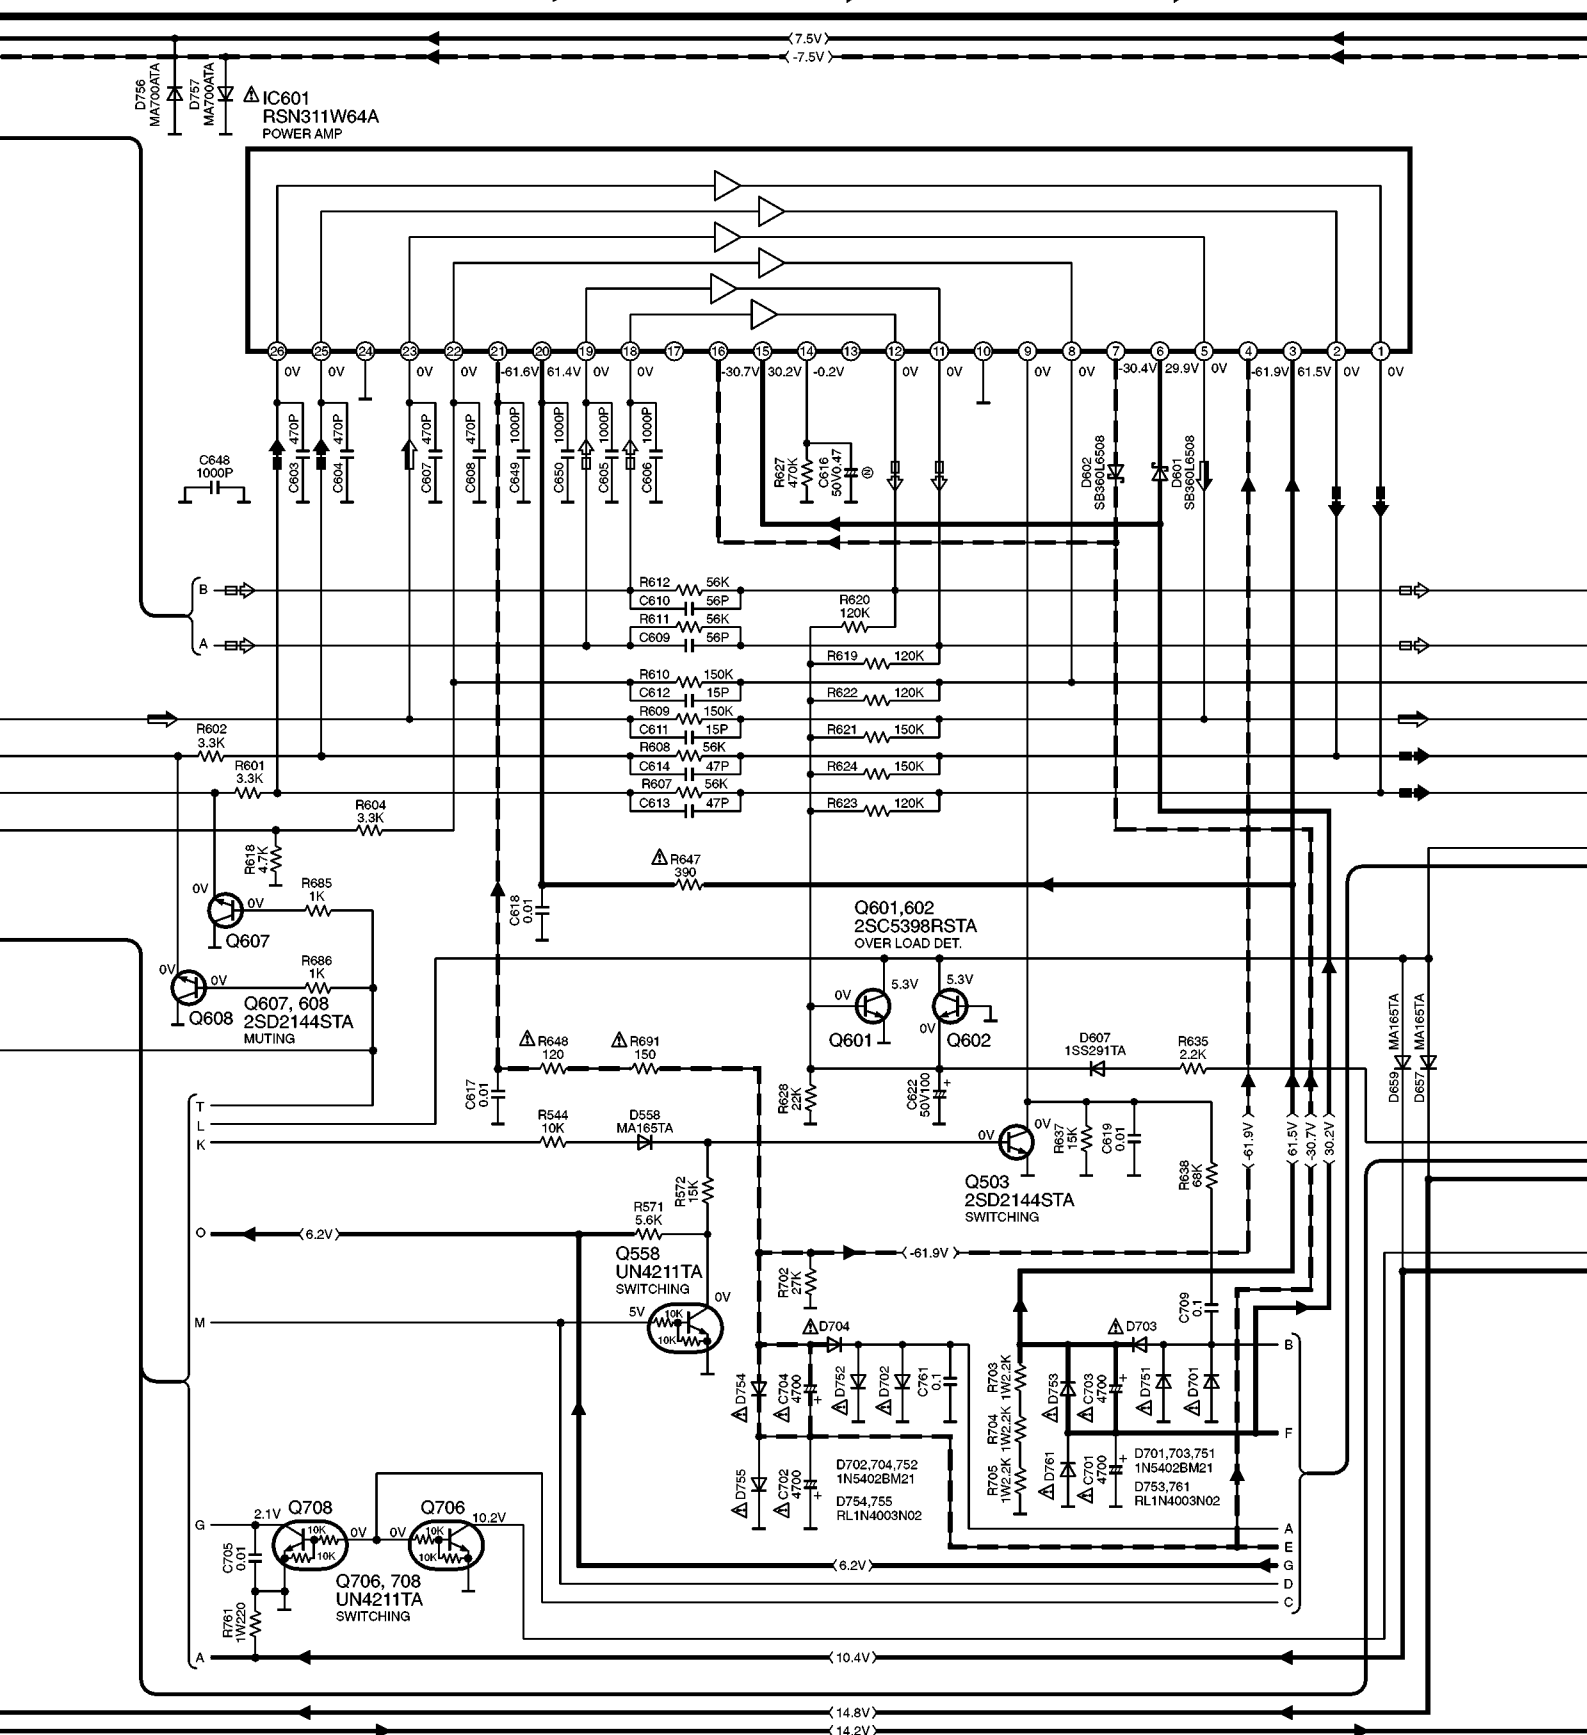 7.5V
-7.5V
D756
MA700ATA
D757
MA700ATA
IC601
RSN311W64A
POWER AMP
26 25 24 23 22 21 20 19 18 17 16 15 14 13 12 11 10 9 8 7 6 5 4 3 2 1
0V 0V 0V 0V -61.6V 61.4V 0V 0V -30.7V 30.2V -0.2V 0V 0V 0V 0V -30.4V 29.9V 0V -61.9V 61.5V 0V 0V
C648
1000P
C603 470P
C604 470P
C607 470P
C608 470P
C649 1000P
C650 1000P
C605 1000P
C606 1000P
R627
470K
C616
50V0.47
D602
SB360L6508
D601
SB360L6508
B
A
R612 56K
C610 56P
R611 56K
C609 56P
R610 150K
C612 15P
R609 150K
C611 15P
R608 56K
C614 47P
R607 56K
C613 47P
R620
120K
R619 120K
R622 120K
R621 150K
R624 150K
R623 120K
R602
3.3K
R601
3.3K
R604
3.3K
R618
4.7K
R647
390
C618
0.01
0V
0V
R685
1K
Q607
0V
0V
R686
1K
Q608
Q607, 608
2SD2144STA
MUTING
Q601,602
2SC5398RSTA
OVER LOAD DET.
0V
5.3V
5.3V
0V
Q601
Q602
D607
1SS291TA
R635
2.2K
D659 MA165TA
D657 MA165TA
R648
120
R691
150
C617
0.01
R628
22K
C622
50V100
+
T
L
K
R544
10K
D558
MA165TA
R572
15K
0V
0V
R637
15K
C619
0.01
R638
68K
Q503
2SD2144STA
SWITCHING
-61.9V
61.5V
-30.7V
30.2V
O
6.2V
R571
5.6K
Q558
UN4211TA
SWITCHING
-61.9V
R702
27K
C709
0.1
M
5V
0V
10K
10K
D704
D703
B
D754
C704
4700
+
D752
D702
C761
0.1
R703
1W2.2K
D753
C703
4700
+
D751
D701
R704
1W2.2K
F
D755
C702
4700
+
D702,704,752
1N5402BM21
D754,755
RL1N4003N02
R705
1W2.2K
D761
C701
4700
+
D701,703,751
1N5402BM21
D753,761
RL1N4003N02
G
2.1V
Q708
Q706
10.2V
10K
10K
0V
0V
10K
10K
C705
0.01
A
E
6.2V
G
D
C
Q706, 708
UN4211TA
SWITCHING
R761
1W220
A
10.4V
14.8V
14.2V